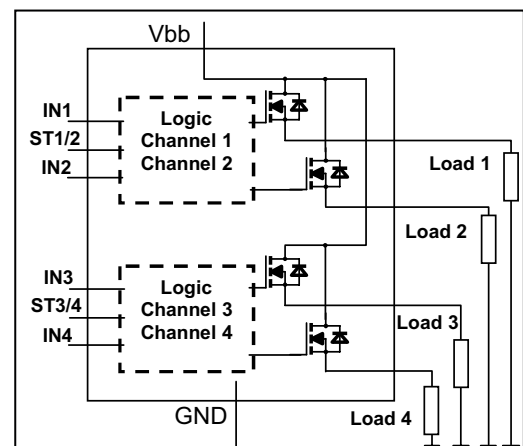 Vbb
IN1
ST1/2
IN2
Logic
Channel 1
Channel 2
Load 1
Load 2
IN3
ST3/4
IN4
Logic
Channel 3
Channel 4
Load 3
Load 4
GND